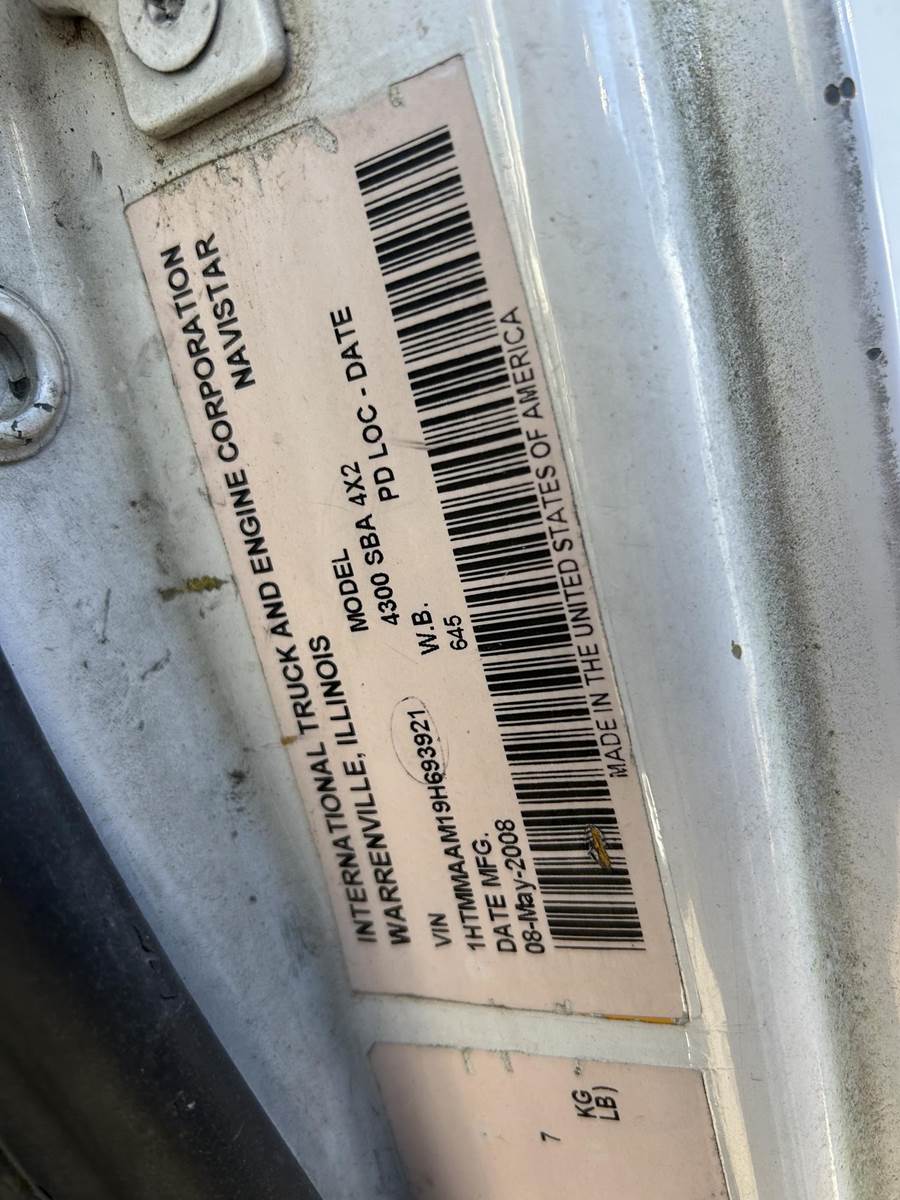 INTERNATIONAL TRUCK AND ENGINE CORPORATION
WARRENVILLE, ILLINOIS NAVISTAR
VIN MODEL
1HTMMAAM19H693921 4300 SBA 4X2
DATE MFG. W.B. PD LOC - DATE
08-May-2008 645
MADE IN THE UNITED STATES OF AMERICA
7 KG
LB)